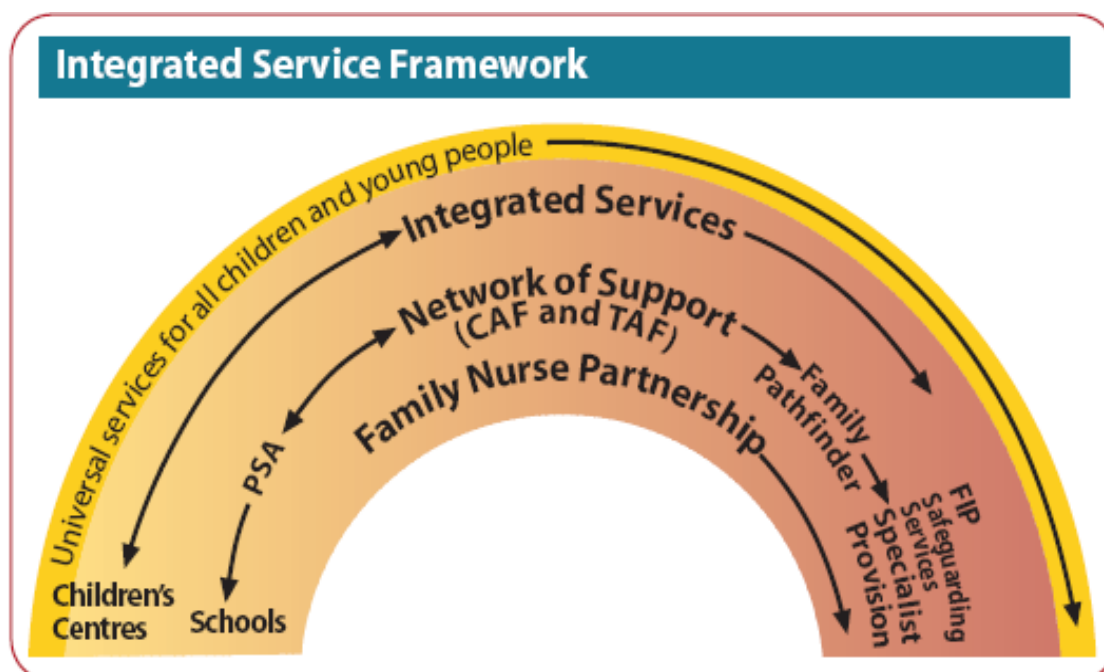 Integrated Service Framework
Universal services for all children and young people
Integrated Services
Network of Support
(CAF and TAF)
Family Nurse Partnership
PSA
Family
Pathfinder
FIP
Safeguarding
Services
Specialist
Provision
Children's
Centres
Schools